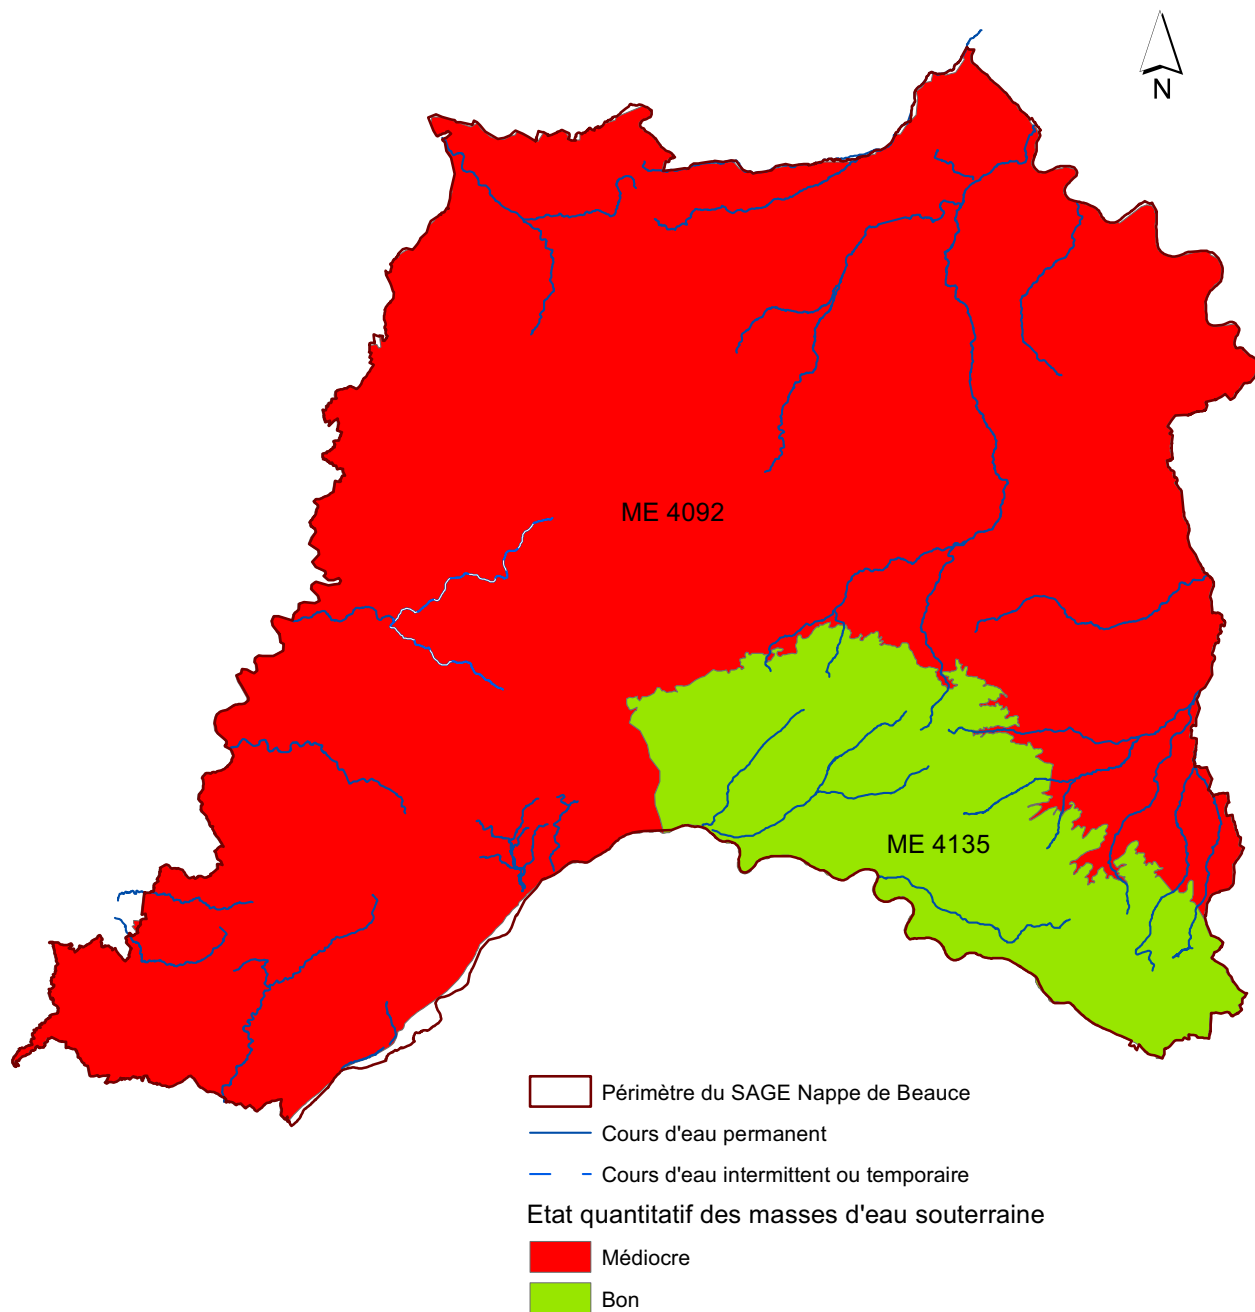 N
ME 4092
ME 4135
Périmètre du SAGE Nappe de Beauce
Cours d'eau permanent
Cours d'eau intermittent ou temporaire
Etat quantitatif des masses d'eau souterraine
Médiocre
Bon